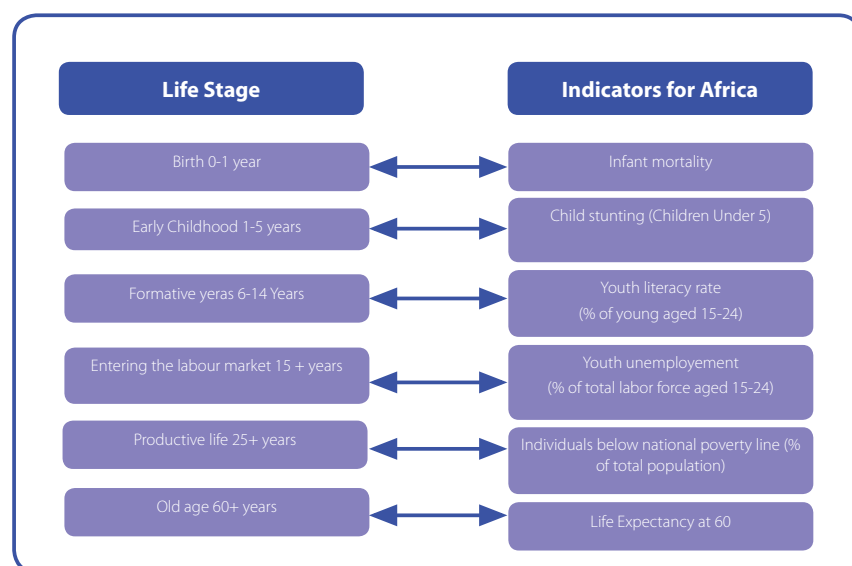 Life Stage
Indicators for Africa
Birth 0-1 year
Infant mortality
Early Childhood 1-5 years
Child stunting (Children Under 5)
Formative yeras 6-14 Years
Youth literacy rate
(% of young aged 15-24)
Entering the labour market 15 + years
Youth unemployement
(% of total labor force aged 15-24)
Productive life 25+ years
Individuals below national poverty line (%
of total population)
Old age 60+ years
Life Expectancy at 60